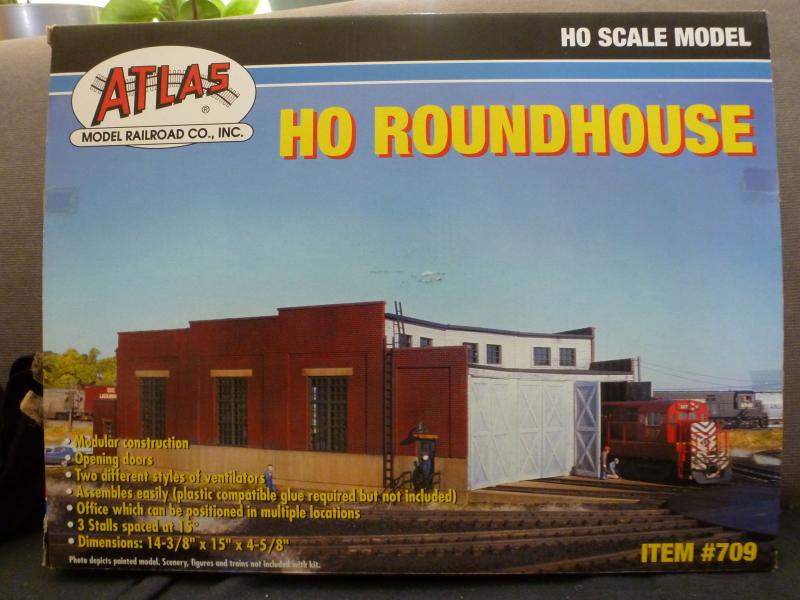 HO SCALE MODEL
ATLAS
®
MODEL RAILROAD CO., INC.
HO ROUNDHOUSE
• Modular construction
• Opening doors
• Two different styles of ventilators
• Assembles easily (plastic compatible glue required but not included)
• Office which can be positioned in multiple locations
• 3 Stalls spaced at 15°
• Dimensions: 14-3/8" x 15" x 4-5/8"
Photo depicts painted model. Scenery, figures and trains not included with kit.
ITEM #709